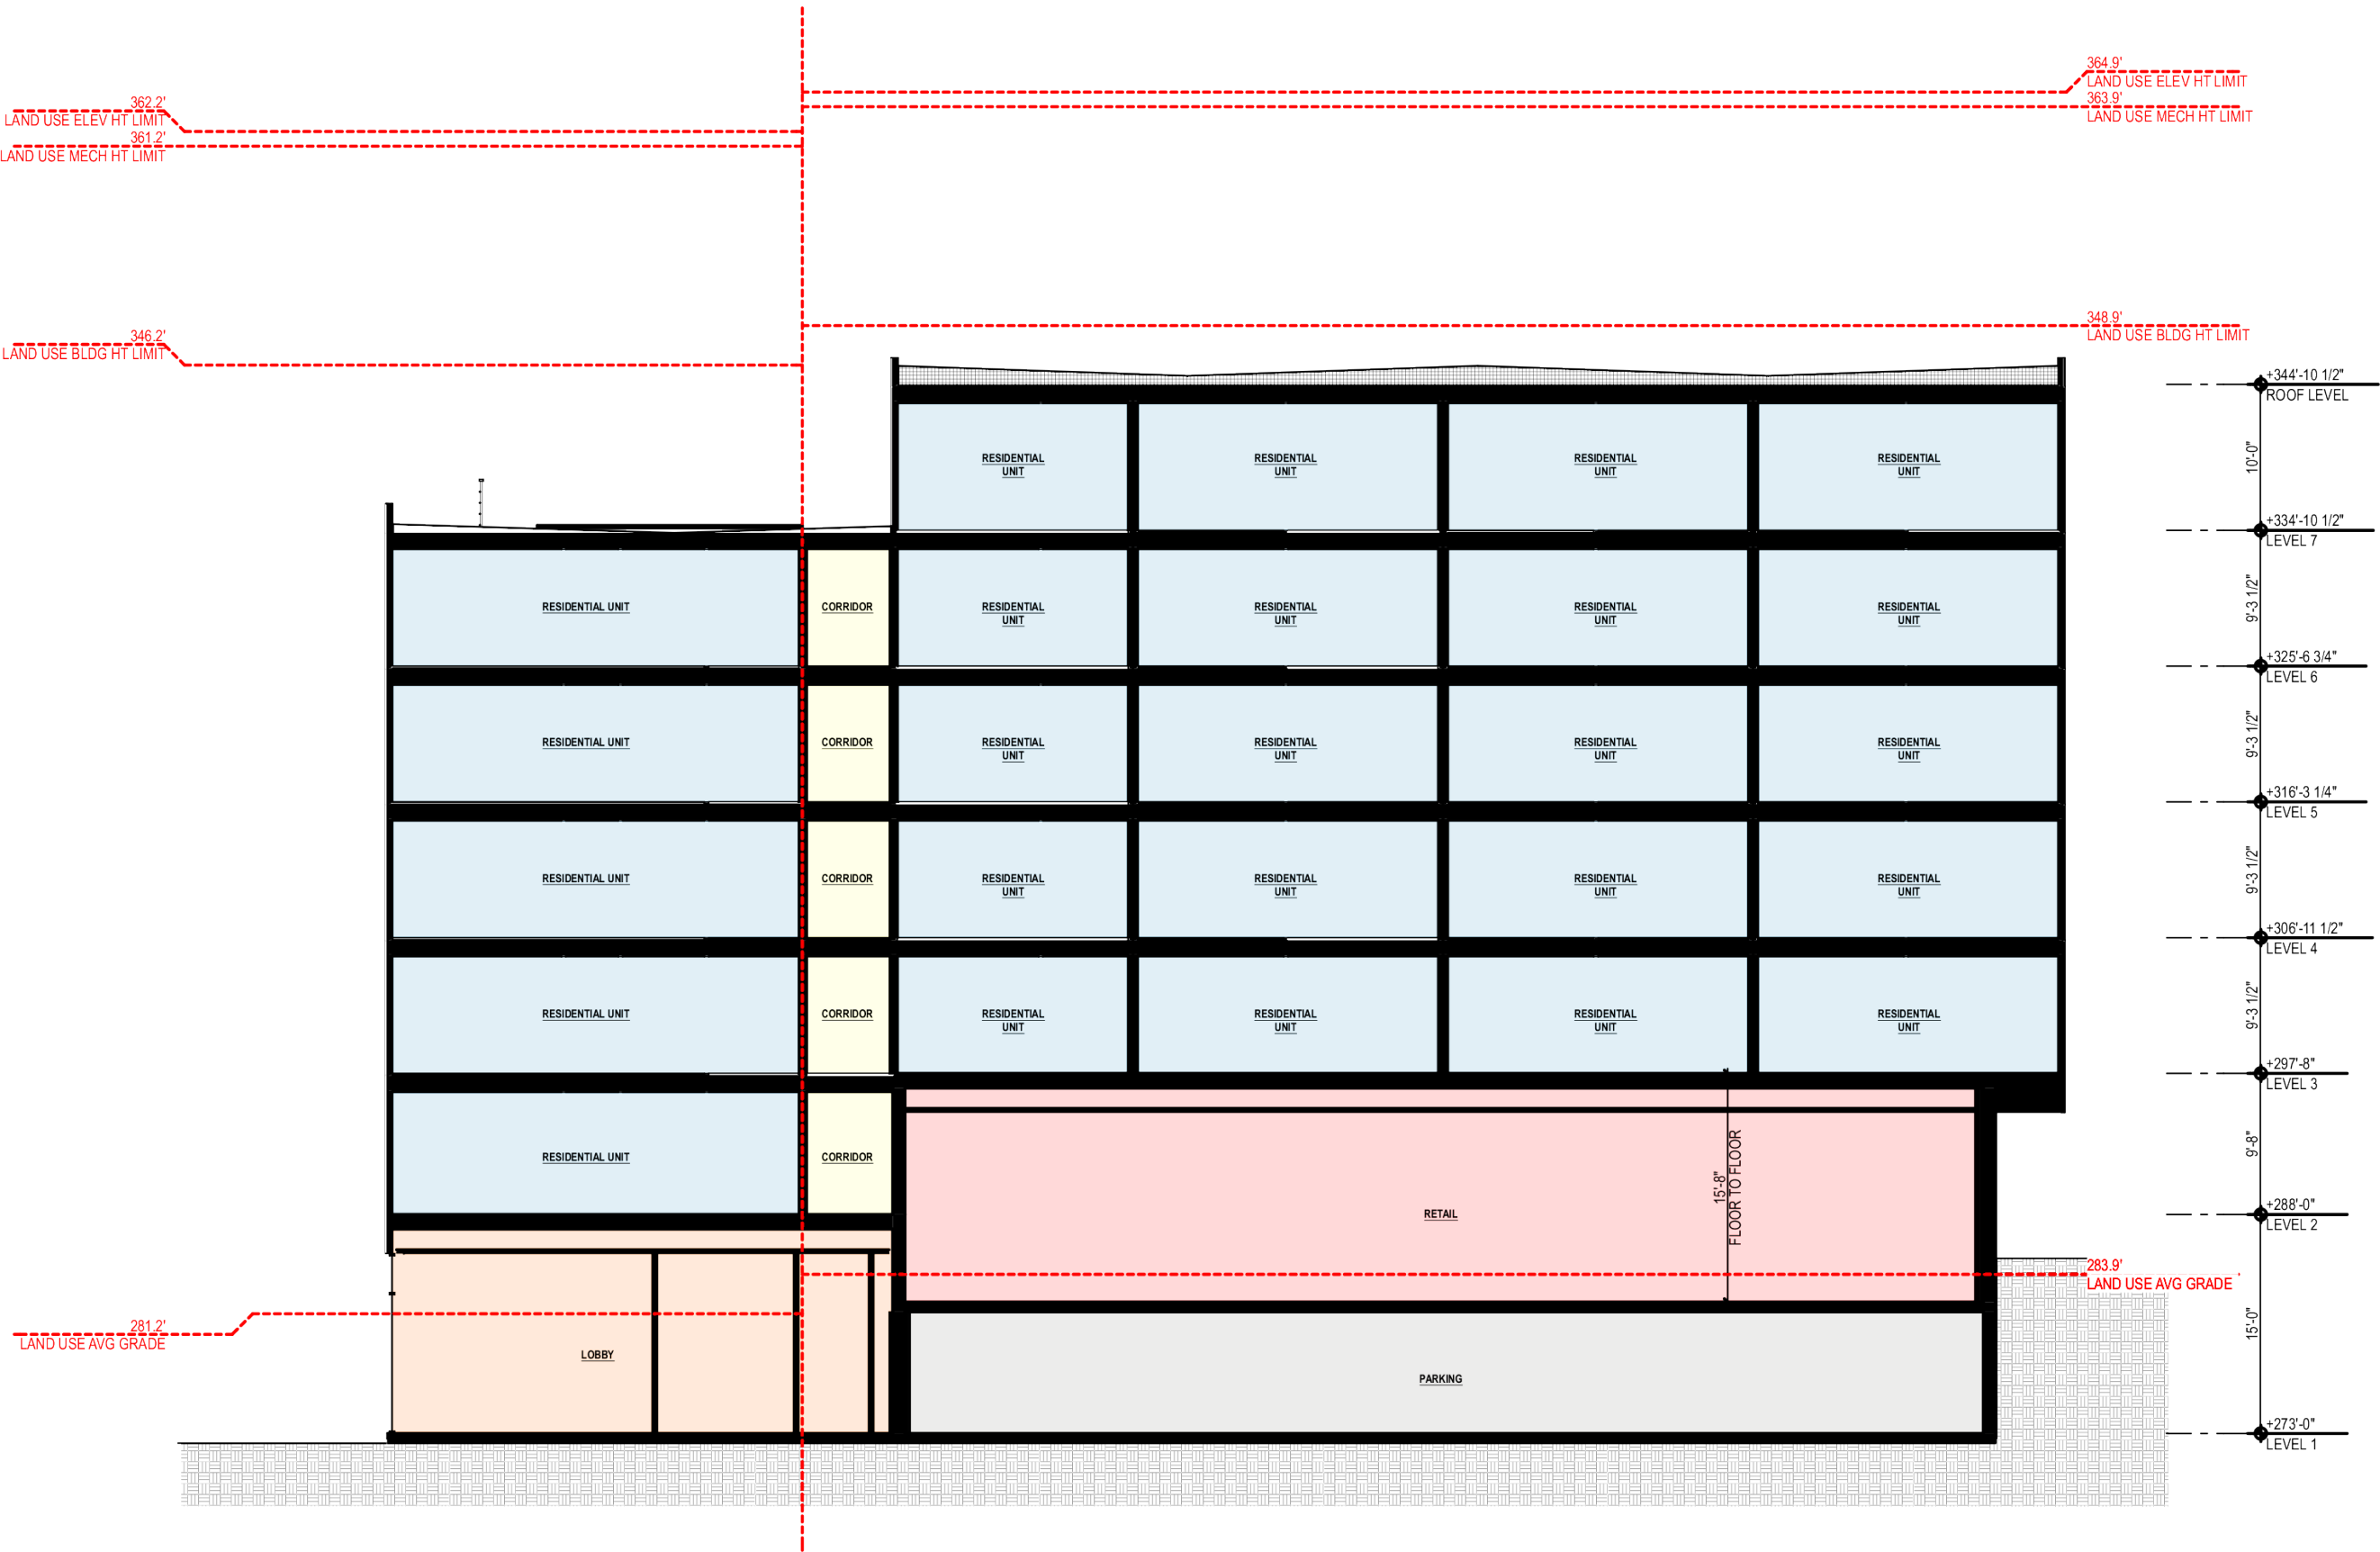 364.9'
LAND USE ELEV HT LIMIT
363.9'
LAND USE MECH HT LIMIT
362.2'
LAND USE ELEV HT LIMIT
361.2'
LAND USE MECH HT LIMIT
348.9'
LAND USE BLDG HT LIMIT
346.2'
LAND USE BLDG HT LIMIT
+344'-10 1/2"
ROOF LEVEL
RESIDENTIAL
UNIT
RESIDENTIAL
UNIT
RESIDENTIAL
UNIT
RESIDENTIAL
UNIT
10'-0"
+334'-10 1/2"
LEVEL 7
RESIDENTIAL UNIT
CORRIDOR
RESIDENTIAL
UNIT
RESIDENTIAL
UNIT
RESIDENTIAL
UNIT
RESIDENTIAL
UNIT
9'-3 1/2"
+325'-6 3/4"
LEVEL 6
RESIDENTIAL UNIT
CORRIDOR
RESIDENTIAL
UNIT
RESIDENTIAL
UNIT
RESIDENTIAL
UNIT
RESIDENTIAL
UNIT
9'-3 1/2"
+316'-3 1/4"
LEVEL 5
RESIDENTIAL UNIT
CORRIDOR
RESIDENTIAL
UNIT
RESIDENTIAL
UNIT
RESIDENTIAL
UNIT
RESIDENTIAL
UNIT
9'-3 1/2"
+306'-11 1/2"
LEVEL 4
RESIDENTIAL UNIT
CORRIDOR
RESIDENTIAL
UNIT
RESIDENTIAL
UNIT
RESIDENTIAL
UNIT
RESIDENTIAL
UNIT
9'-3 1/2"
+297'-8"
LEVEL 3
RESIDENTIAL UNIT
CORRIDOR
RETAIL
15'-8"
FLOOR TO FLOOR
9'-8"
+288'-0"
LEVEL 2
283.9'
LAND USE AVG GRADE
281.2'
LAND USE AVG GRADE
LOBBY
PARKING
15'-0"
+273'-0"
LEVEL 1